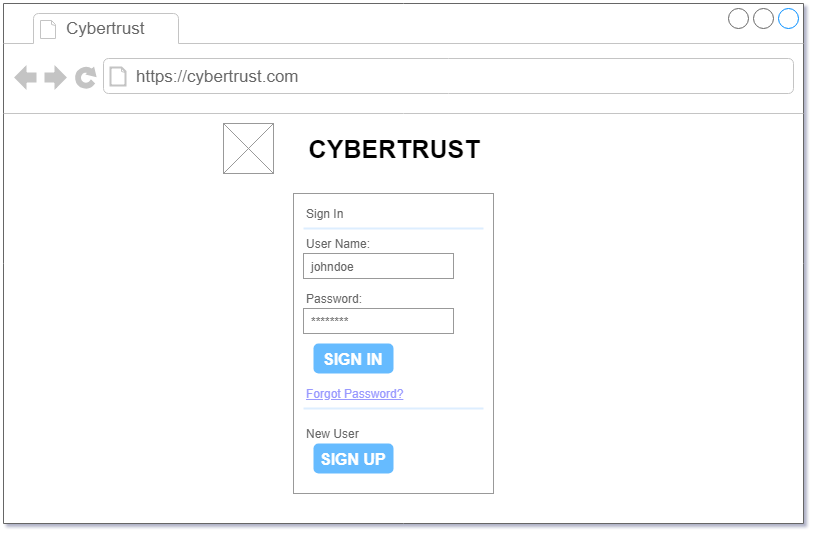 Cybertrust
https://cybertrust.com
CYBERTRUST
Sign In
User Name:
johndoe
Password:
********
SIGN IN
Forgot Password?
New User
SIGN UP